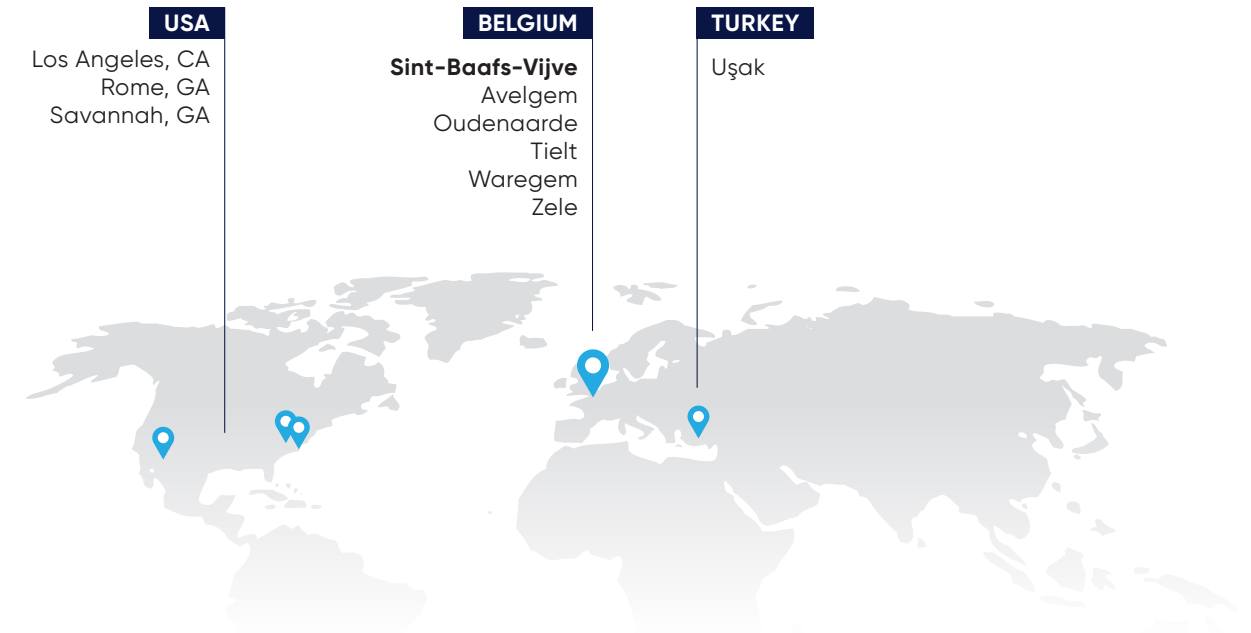 USA
Los Angeles, CA
Rome, GA
Savannah, GA
BELGIUM
Sint-Baafs-Vijve
Avelgem
Oudenaarde
Tielt
Waregem
Zele
TURKEY
Uşak